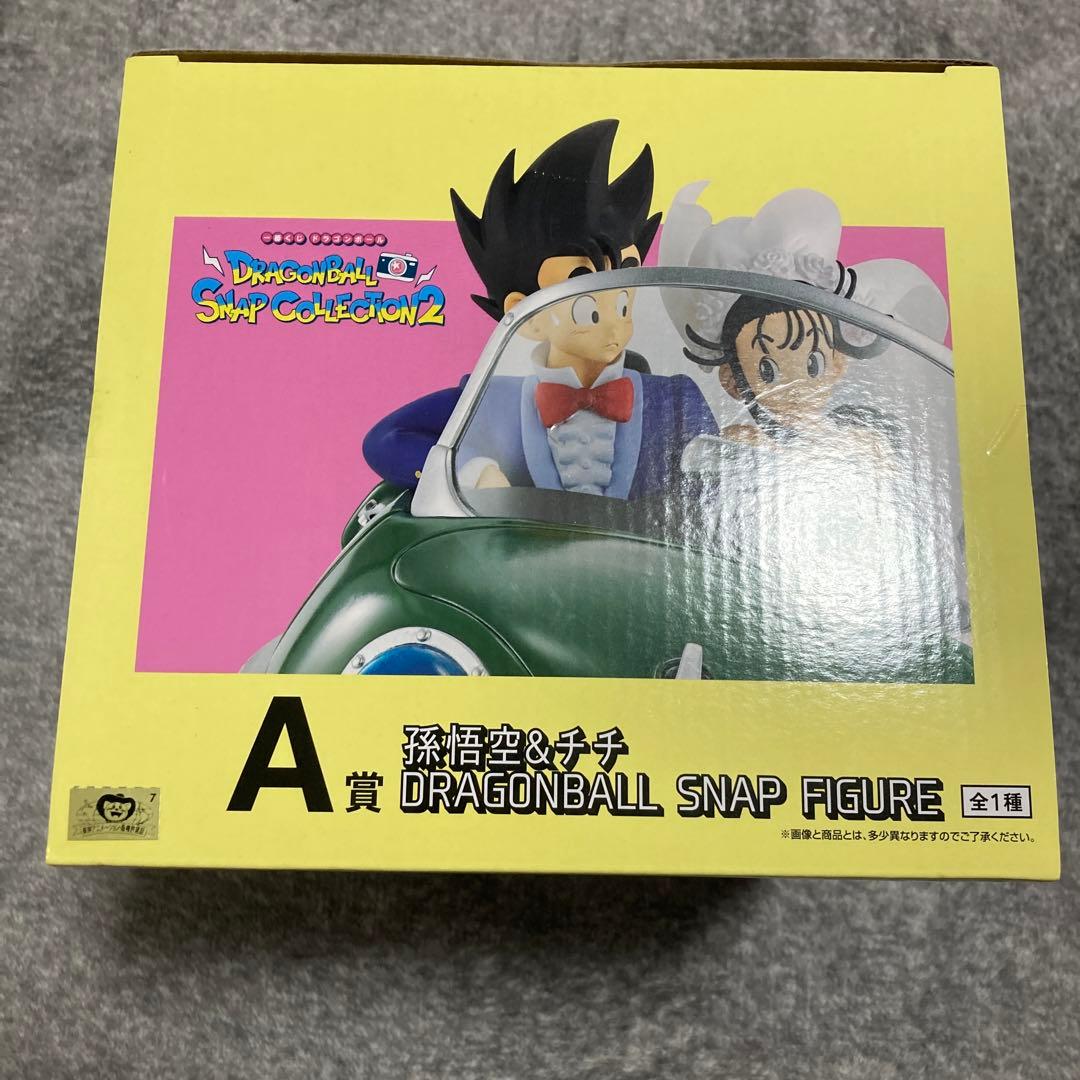 一番くじ ドラゴンボール
DRAGONBALL
SNAP COLLECTION2
A賞
孫悟空&チチ
DRAGONBALL SNAP FIGURE
全1種
※画像と商品とは、多少異なりますのでご了承ください。
7